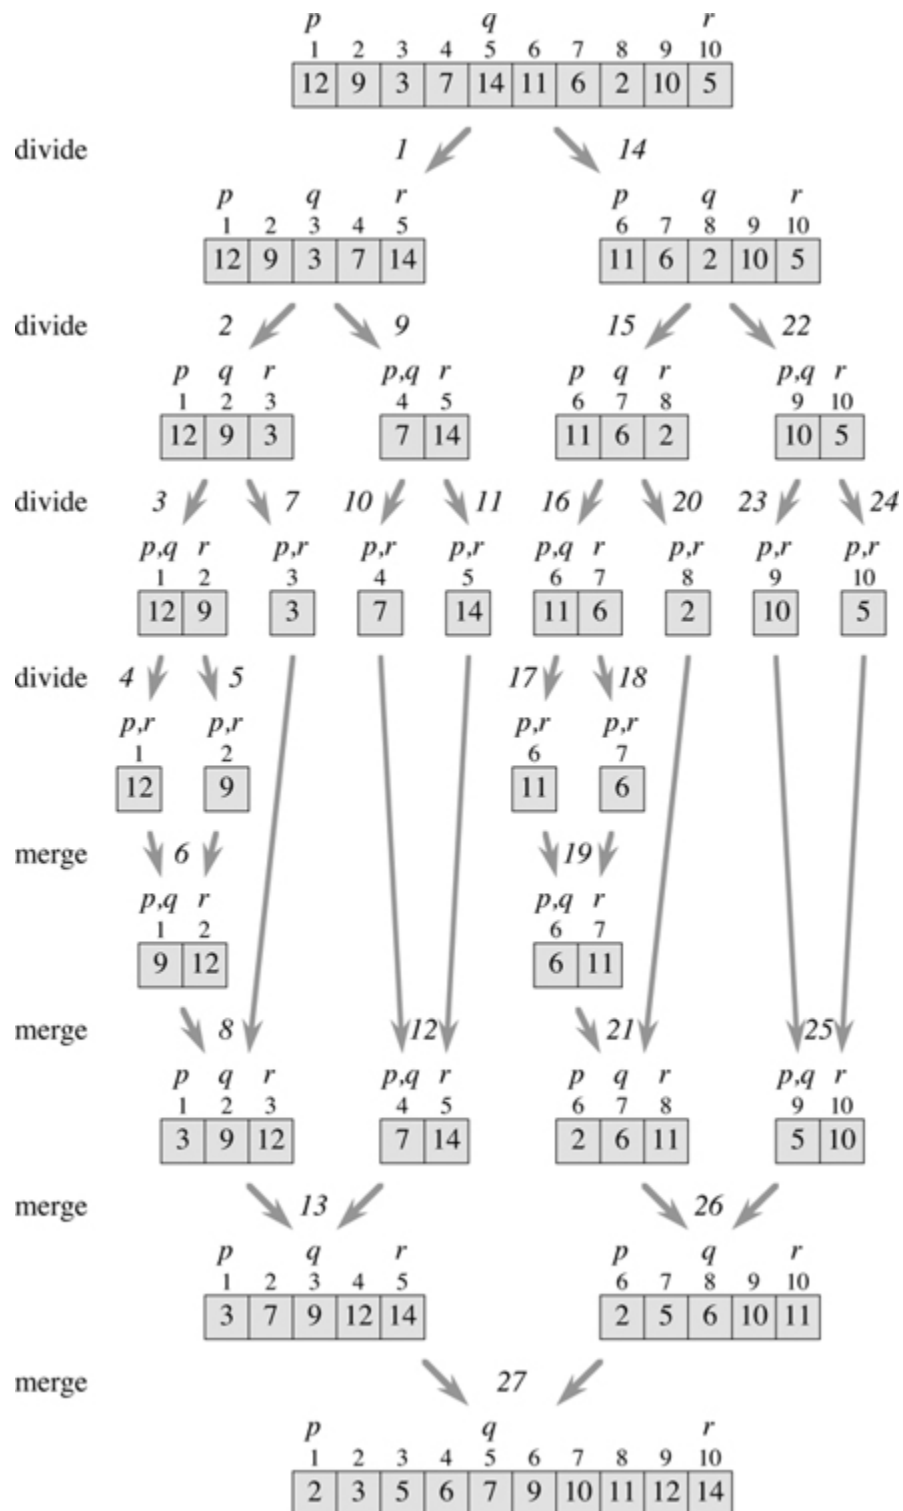 p q r
1 2 3 4 5 6 7 8 9 10
12 9 3 7 14 11 6 2 10 5
divide 1 14
p q r p q r
1 2 3 4 5 6 7 8 9 10
12 9 3 7 14 11 6 2 10 5
divide 2 9 15 22
p q r p,q r p q r p,q r
1 2 3 4 5 6 7 8 9 10
12 9 3 7 14 11 6 2 10 5
divide 3 7 10 11 16 20 23 24
p,q r p,r p,r p,r p,q r p,r p,r p,r
1 2 3 4 5 6 7 8 9 10
12 9 3 7 14 11 6 2 10 5
divide 4 5 17 18
p,r p,r p,r p,r
1 2 6 7
12 9 11 6
merge 6 19
p,q r p,q r
1 2 6 7
9 12 6 11
merge 8 12 21 25
p q r p,q r p q r p,q r
1 2 3 4 5 6 7 8 9 10
3 9 12 7 14 2 6 11 5 10
merge 13 26
p q r p q r
1 2 3 4 5 6 7 8 9 10
3 7 9 12 14 2 5 6 10 11
merge 27
p q r
1 2 3 4 5 6 7 8 9 10
2 3 5 6 7 9 10 11 12 14